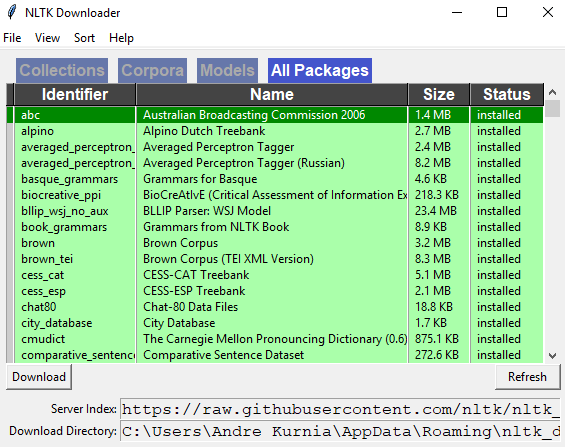 NLTK Downloader
File View Sort Help
Collections Corpora Models All Packages
Identifier Name Size Status
abc Australian Broadcasting Commission 2006 1.4 MB installed
alpino Alpino Dutch Treebank 2.7 MB installed
averaged_perceptron_ Averaged Perceptron Tagger 2.4 MB installed
averaged_perceptron_ Averaged Perceptron Tagger (Russian) 8.2 MB installed
basque_grammars Grammars for Basque 4.6 KB installed
biocreative_ppi BioCreAtIvE (Critical Assessment of Information Ex 218.3 KB installed
bllip_wsj_no_aux BLLIP Parser: WSJ Model 23.4 MB installed
book_grammars Grammars from NLTK Book 8.9 KB installed
brown Brown Corpus 3.2 MB installed
brown_tei Brown Corpus (TEI XML Version) 8.3 MB installed
cess_cat CESS-CAT Treebank 5.1 MB installed
cess_esp CESS-ESP Treebank 2.1 MB installed
chat80 Chat-80 Data Files 18.8 KB installed
city_database City Database 1.7 KB installed
cmudict The Carnegie Mellon Pronouncing Dictionary (0.6) 875.1 KB installed
comparative_sentence Comparative Sentence Dataset 272.6 KB installed
Download Refresh
Server Index: https://raw.githubusercontent.com/nltk/nltk_
Download Directory: C:\Users\Andre Kurnia\AppData\Roaming\nltk_d